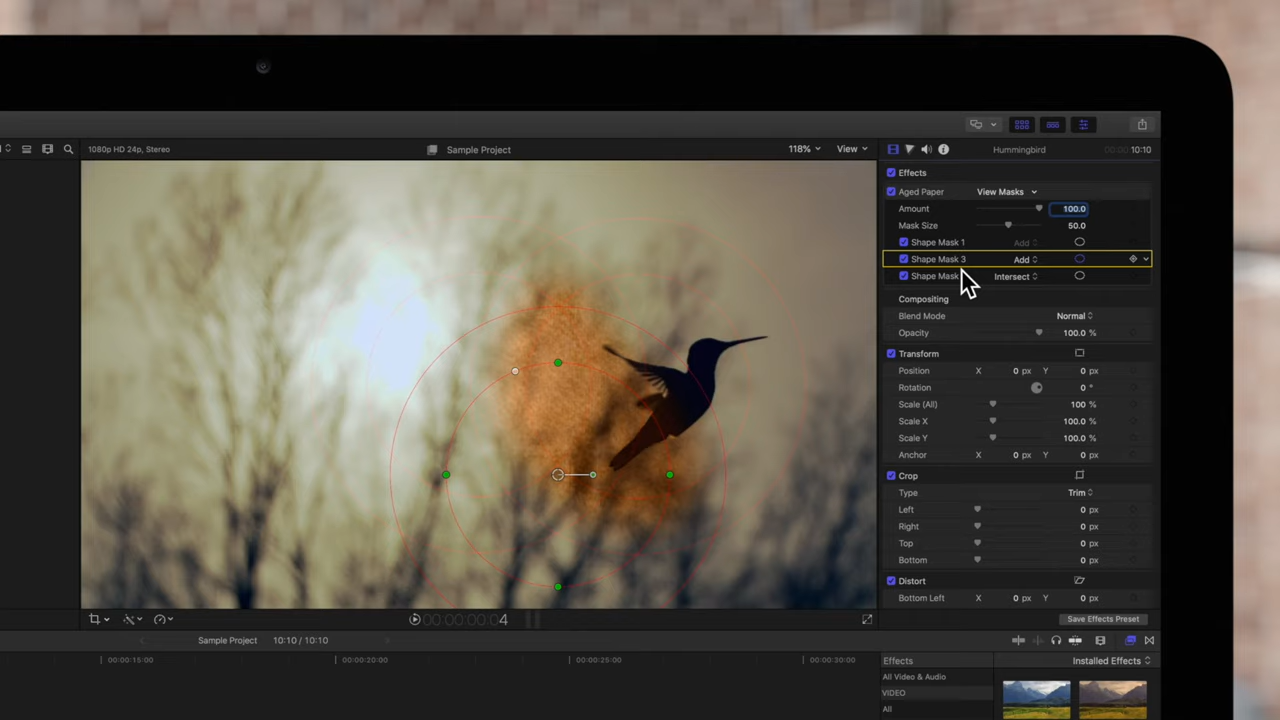 1080p HD 24p, Stereo
Sample Project
118%
View
Hummingbird
00:00 10:10
Effects
Aged Paper
View Masks
Amount
100.0
Mask Size
50.0
Shape Mask 1
Add
Shape Mask 3
Add
Shape Mask
Intersect
Compositing
Blend Mode
Normal
Opacity
100.0 %
Transform
Position X 0 px Y 0 px
Rotation 0 °
Scale (All) 100 %
Scale X 100.0 %
Scale Y 100.0 %
Anchor X 0 px Y 0 px
Crop
Type Trim
Left 0 px
Right 0 px
Top 0 px
Bottom 0 px
Distort
Bottom Left X 0 px Y 0 px
00:00:00:04
Save Effects Preset
Sample Project
10:10 / 10:10
00:00:15:00
00:00:20:00
00:00:25:00
00:00:30:00
Effects
Installed Effects
All Video & Audio
VIDEO
All